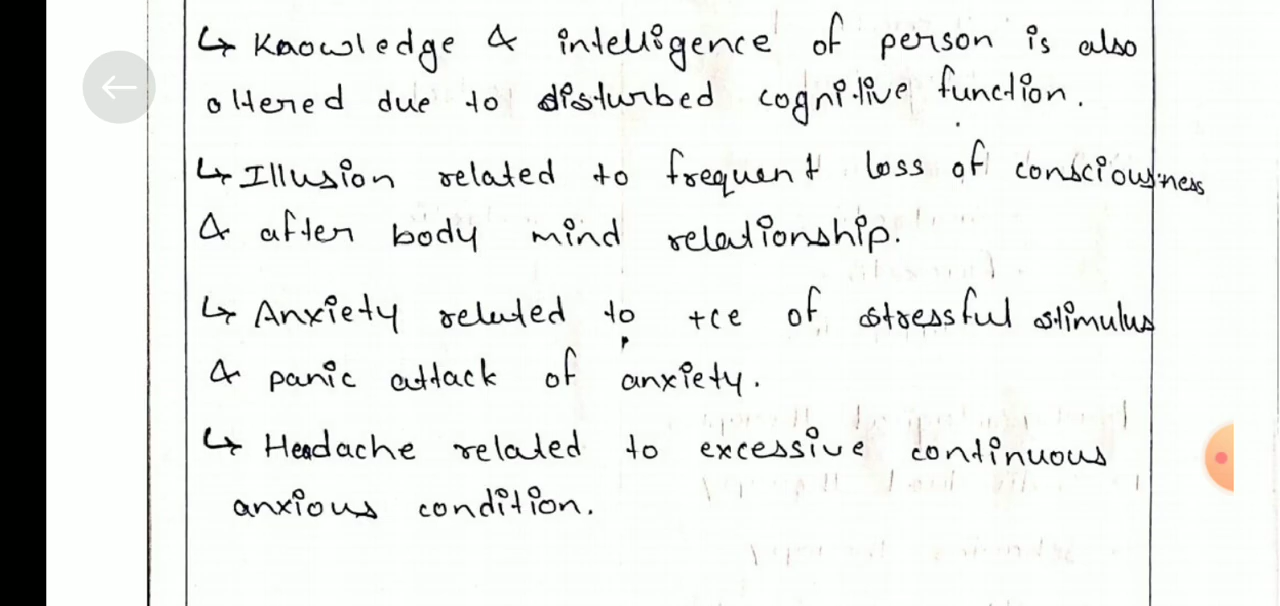 ↳ Knowledge & intelligence of person is also
altered due to disturbed cognitive function.
↳ Illusion related to frequent loss of consciousness
& after body mind relationship.
↳ Anxiety related to +ce of stressful stimulus
& panic attack of anxiety.
↳ Headache related to excessive continuous
anxious condition.